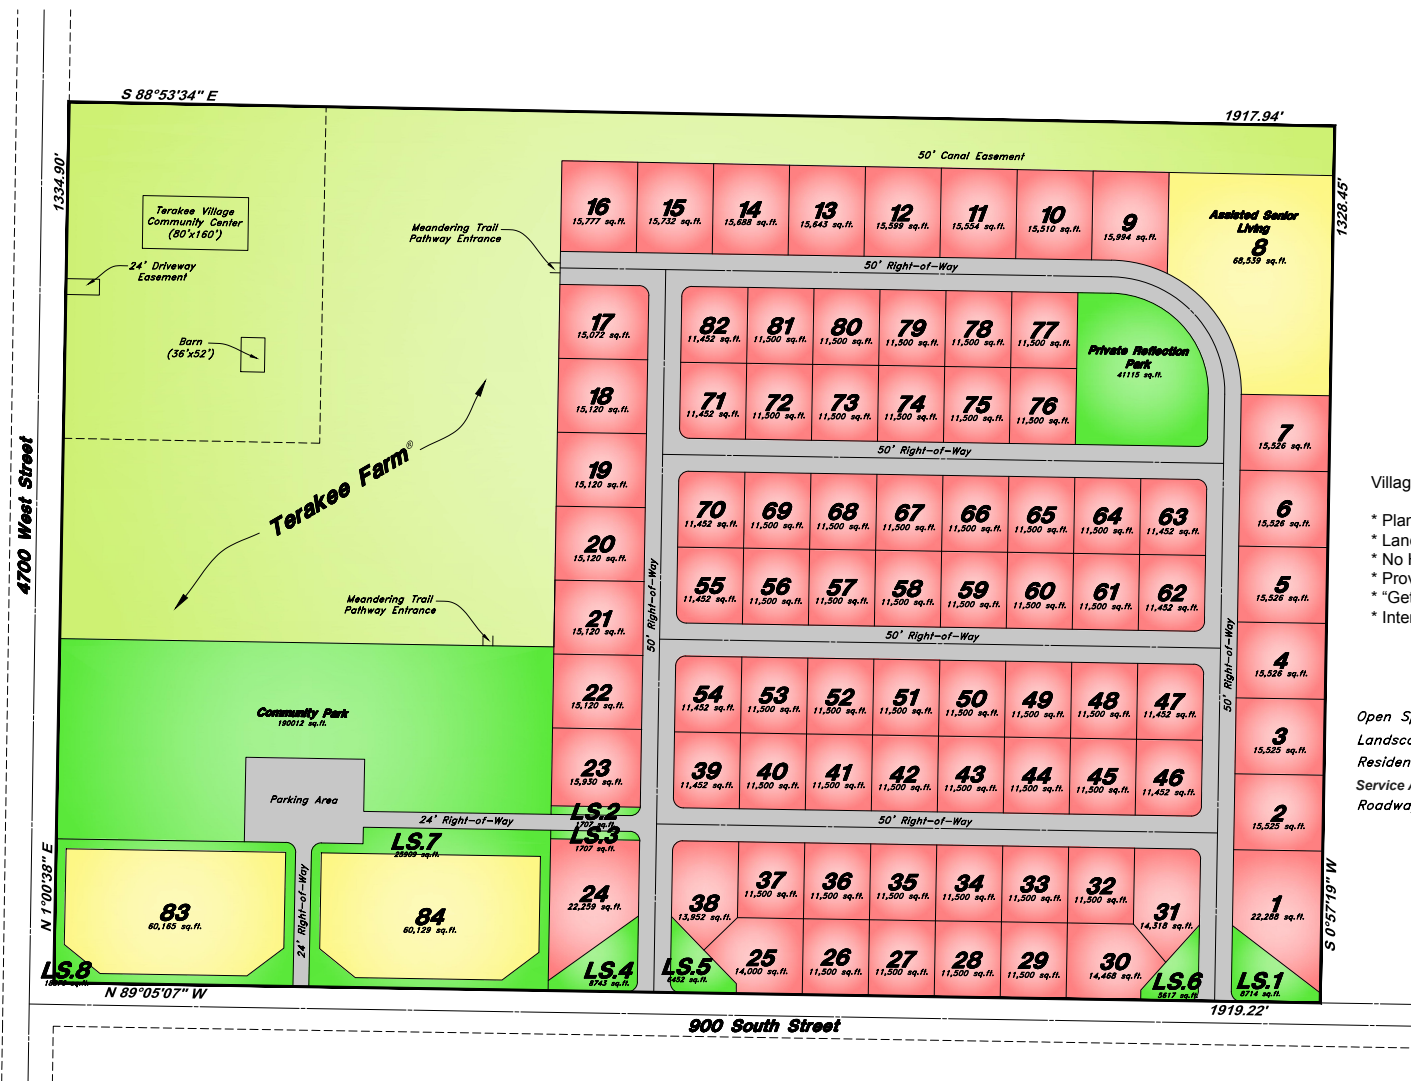 S 88°53'34" E
1917.94'
1334.90'
1328.45'
50' Canal Easement
Terakee Village
Community Center
(80'x160')
Meandering Trail
Pathway Entrance
24' Driveway
Easement
Barn
(36'x52')
Terakee Farm®
Meandering Trail
Pathway Entrance
4700 West Street
16
15,777 sq.ft.
15
15,732 sq.ft.
14
15,688 sq.ft.
13
15,643 sq.ft.
12
15,599 sq.ft.
11
15,554 sq.ft.
10
15,510 sq.ft.
9
15,994 sq.ft.
Assisted Senior
Living
8
68,539 sq.ft.
50' Right-of-Way
17
15,072 sq.ft.
82
11,452 sq.ft.
81
11,500 sq.ft.
80
11,500 sq.ft.
79
11,500 sq.ft.
78
11,500 sq.ft.
77
11,500 sq.ft.
Private Reflection
Park
41115 sq.ft.
18
15,120 sq.ft.
71
11,452 sq.ft.
72
11,500 sq.ft.
73
11,500 sq.ft.
74
11,500 sq.ft.
75
11,500 sq.ft.
76
11,500 sq.ft.
7
15,526 sq.ft.
50' Right-of-Way
19
15,120 sq.ft.
70
11,452 sq.ft.
69
11,500 sq.ft.
68
11,500 sq.ft.
67
11,500 sq.ft.
66
11,500 sq.ft.
65
11,500 sq.ft.
64
11,500 sq.ft.
63
11,452 sq.ft.
6
15,526 sq.ft.
20
15,120 sq.ft.
55
11,452 sq.ft.
56
11,500 sq.ft.
57
11,500 sq.ft.
58
11,500 sq.ft.
59
11,500 sq.ft.
60
11,500 sq.ft.
61
11,500 sq.ft.
62
11,452 sq.ft.
5
15,526 sq.ft.
21
15,120 sq.ft.
50' Right-of-Way
50' Right-of-Way
50' Right-of-Way
4
15,526 sq.ft.
22
15,120 sq.ft.
54
11,452 sq.ft.
53
11,500 sq.ft.
52
11,500 sq.ft.
51
11,500 sq.ft.
50
11,500 sq.ft.
49
11,500 sq.ft.
48
11,500 sq.ft.
47
11,452 sq.ft.
3
15,525 sq.ft.
Community Park
190012 sq.ft.
23
15,930 sq.ft.
39
11,452 sq.ft.
40
11,500 sq.ft.
41
11,500 sq.ft.
42
11,500 sq.ft.
43
11,500 sq.ft.
44
11,500 sq.ft.
45
11,500 sq.ft.
46
11,452 sq.ft.
2
15,525 sq.ft.
Parking Area
24' Right-of-Way
LS.2
1707 sq.ft.
LS.3
1707 sq.ft.
50' Right-of-Way
LS.7
24' Right-of-Way
83
60,165 sq.ft.
84
60,129 sq.ft.
24
22,259 sq.ft.
38
13,952 sq.ft.
37
11,500 sq.ft.
36
11,500 sq.ft.
35
11,500 sq.ft.
34
11,500 sq.ft.
33
11,500 sq.ft.
32
11,500 sq.ft.
31
14,318 sq.ft.
1
22,288 sq.ft.
25
14,000 sq.ft.
26
11,500 sq.ft.
27
11,500 sq.ft.
28
11,500 sq.ft.
29
11,500 sq.ft.
30
14,468 sq.ft.
LS.8
LS.4
8743 sq.ft.
LS.5
6452 sq.ft.
LS.6
5617 sq.ft.
LS.1
8714 sq.ft.
N 1°00'38" E
S 0°57'19" W
N 89°05'07" W
1919.22'
900 South Street
Villag
* Plan
* Lan
* No
* Prov
* "Get
* Inter
Open Sp
Landsca
Residen
Service A
Roadwa